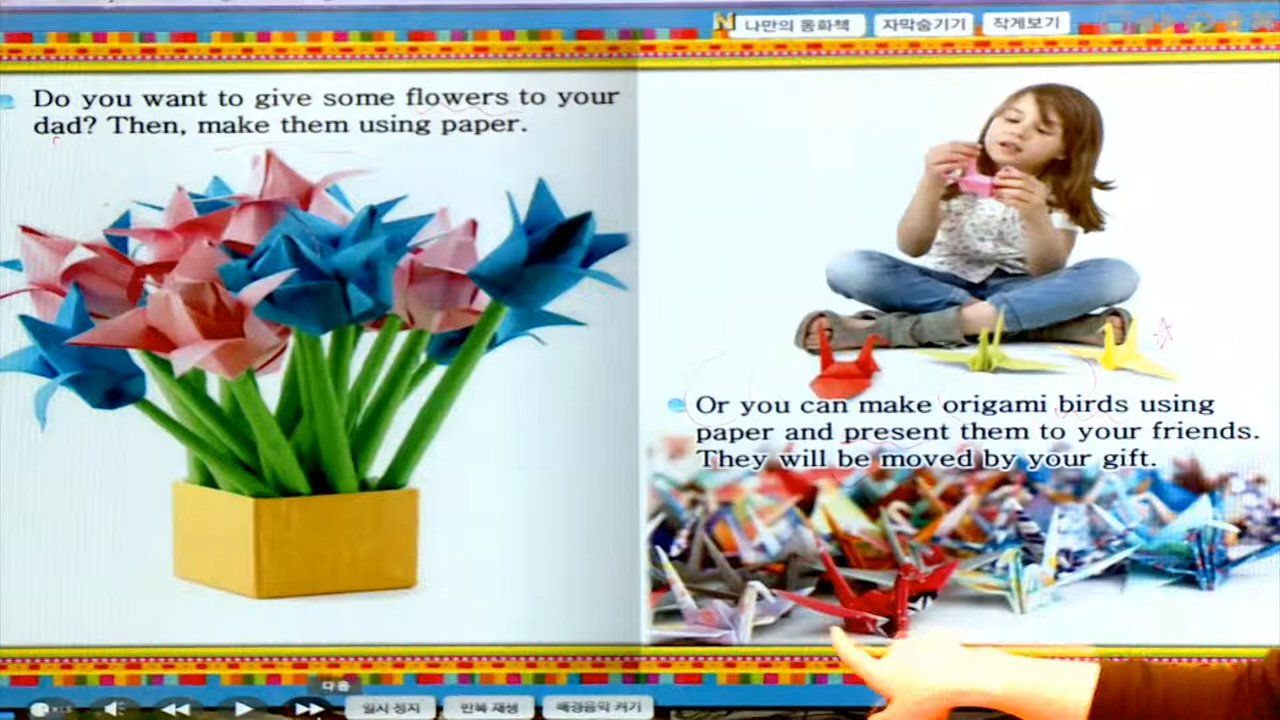 N 나만의 동화책 자막숨기기 작게보기
Do you want to give some flowers to your
dad? Then, make them using paper.
Or you can make origami birds using
paper and present them to your friends.
They will be moved by your gift.
다음
일시 정지 반복 재생 배경음악 켜기